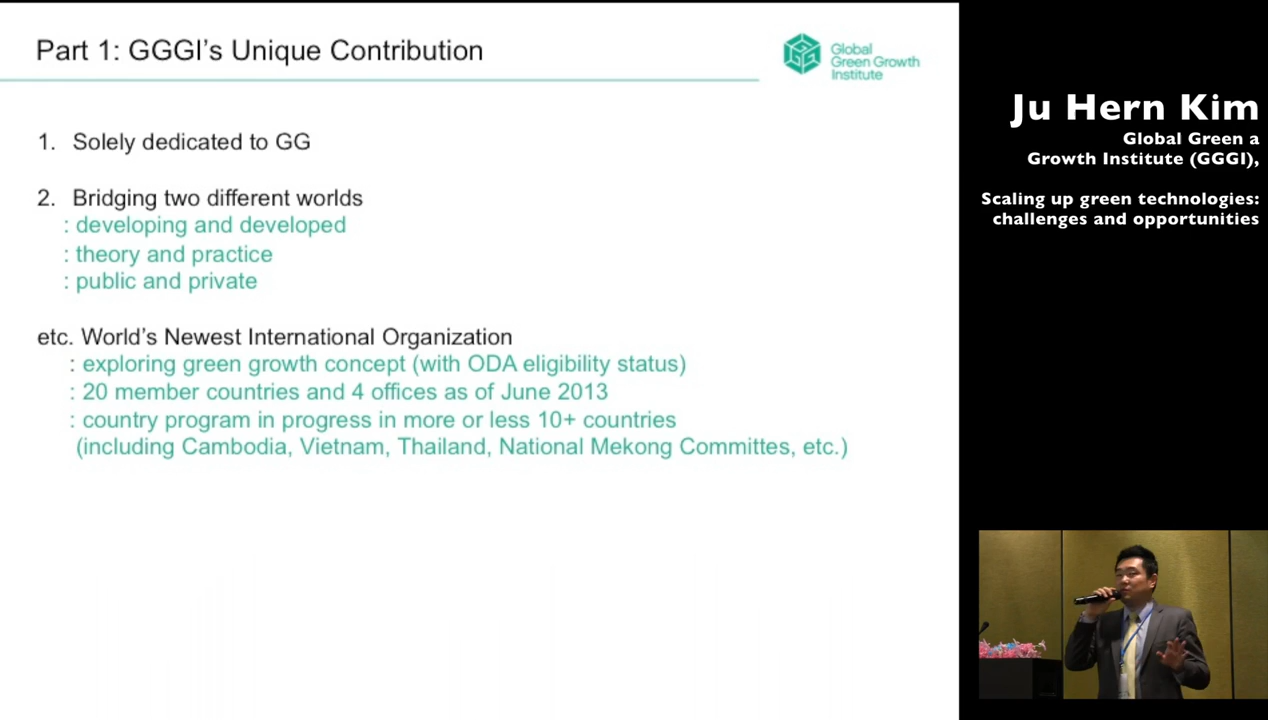 Part 1: GGGI's Unique Contribution
Global
Green Growth
Institute
1. Solely dedicated to GG
2. Bridging two different worlds
: developing and developed
: theory and practice
: public and private
etc. World's Newest International Organization
: exploring green growth concept (with ODA eligibility status)
: 20 member countries and 4 offices as of June 2013
: country program in progress in more or less 10+ countries
(including Cambodia, Vietnam, Thailand, National Mekong Committes, etc.)
Ju Hern Kim
Global Green a
Growth Institute (GGGI),
Scaling up green technologies:
challenges and opportunities